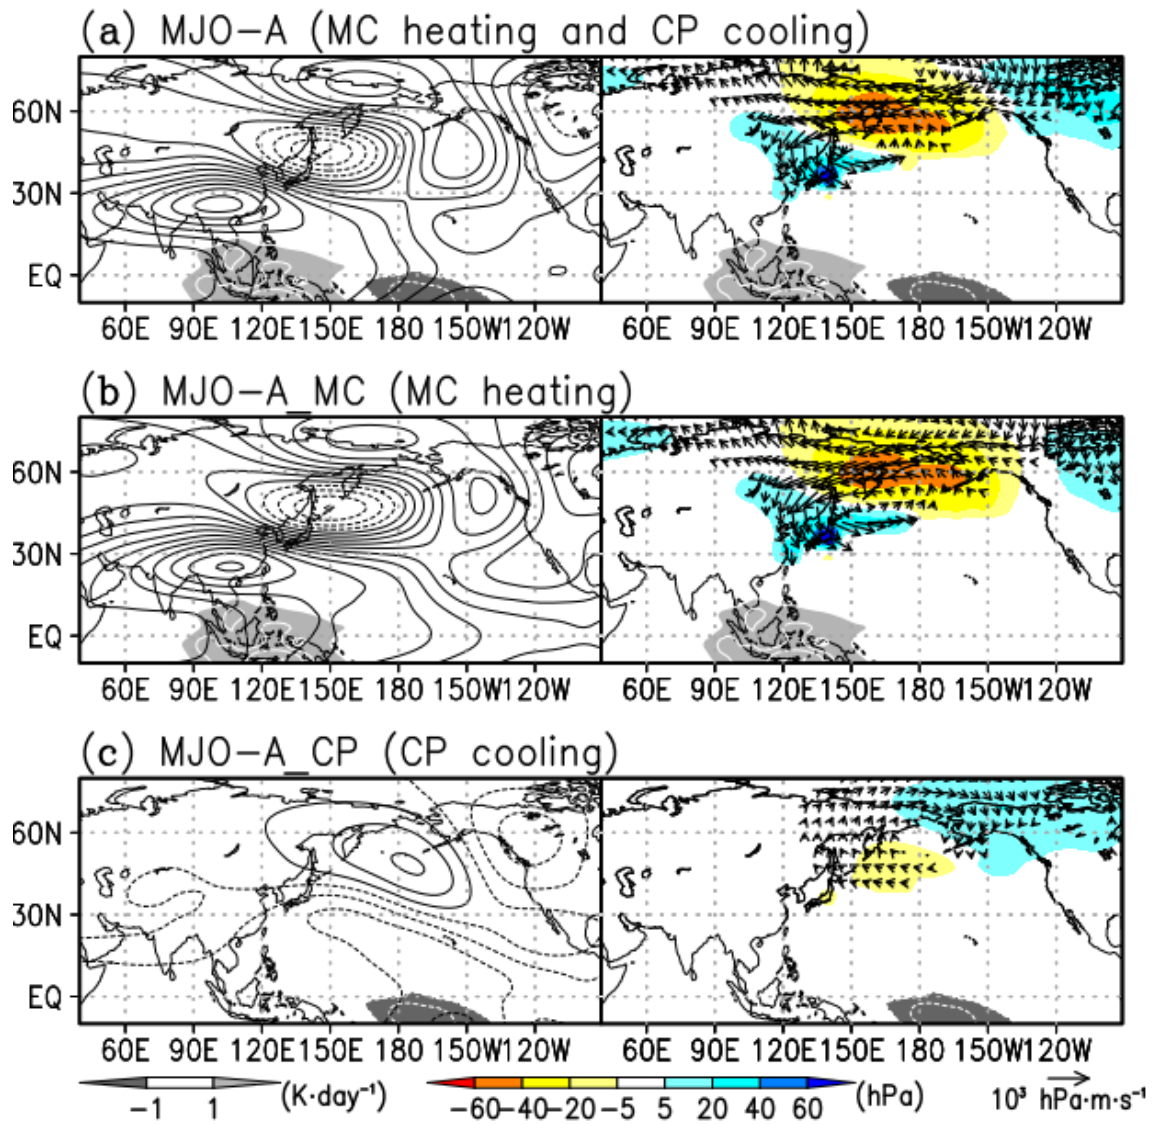 (a) MJO-A (MC heating and CP cooling)
60N
30N
EQ
60E 90E 120E 150E 180 150W 120W
60E 90E 120E 150E 180 150W 120W
(b) MJO-A_MC (MC heating)
60N
30N
EQ
60E 90E 120E 150E 180 150W 120W
60E 90E 120E 150E 180 150W 120W
(c) MJO-A_CP (CP cooling)
60N
30N
EQ
60E 90E 120E 150E 180 150W 120W
60E 90E 120E 150E 180 150W 120W
-1 1 (K·day⁻¹)
-60 -40 -20 -5 5 20 40 60 (hPa)
10³ hPa·m·s⁻¹